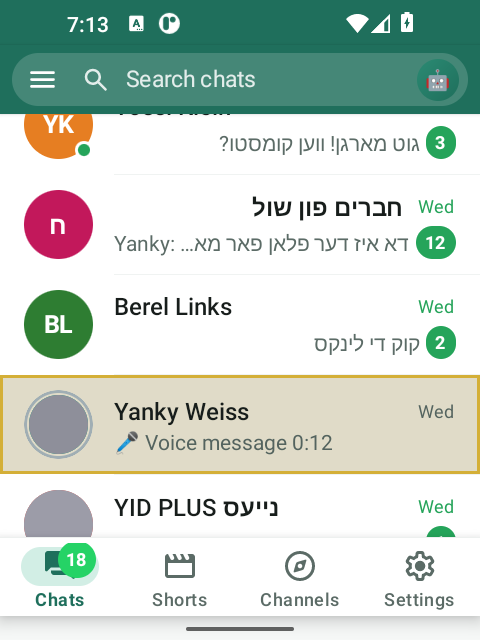 7:13
A
Search chats
YK
גוט מארגן! ווען קומסטו?
3
ח
חברים פון שול
Wed
Yanky: דא איז דער פלאן פאר מא...
12
BL
Berel Links
Wed
קוק די לינקס
2
Yanky Weiss
Wed
🎤 Voice message 0:12
YID PLUS נייעס
Wed
18
Chats
Shorts
Channels
Settings